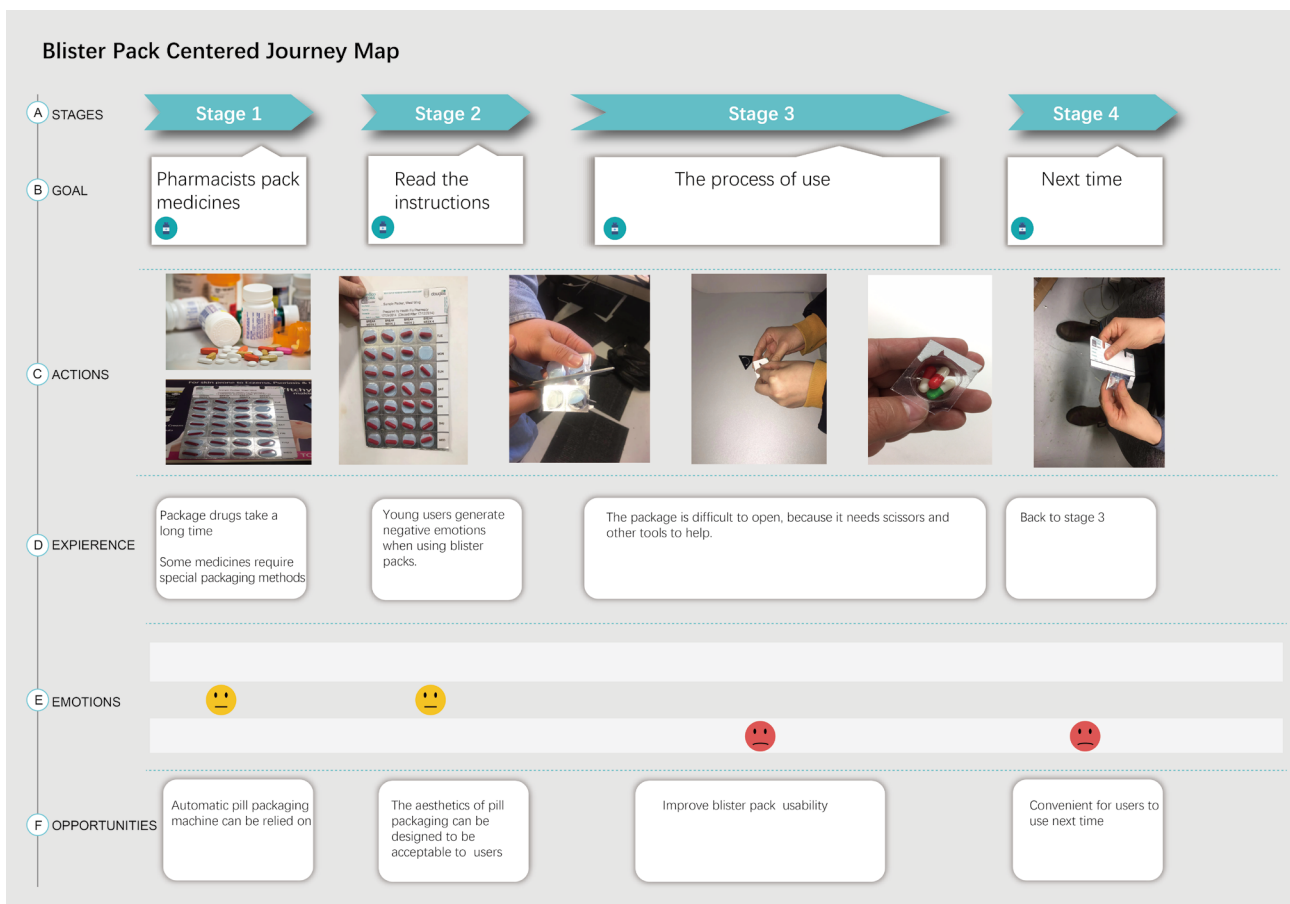 Blister Pack Centered Journey Map
A STAGES
Stage 1
Stage 2
Stage 3
Stage 4
B GOAL
Pharmacists pack
medicines
Read the
instructions
The process of use
Next time
C ACTIONS
D EXPIERENCE
Package drugs take a
long time
Some medicines require
special packaging methods
Young users generate
negative emotions
when using blister
packs.
The package is difficult to open, because it needs scissors and
other tools to help.
Back to stage 3
E EMOTIONS
F OPPORTUNITIES
Automatic pill packaging
machine can be relied on
The aesthetics of pill
packaging can be
designed to be
acceptable to users
Improve blister pack usability
Convenient for users to
use next time